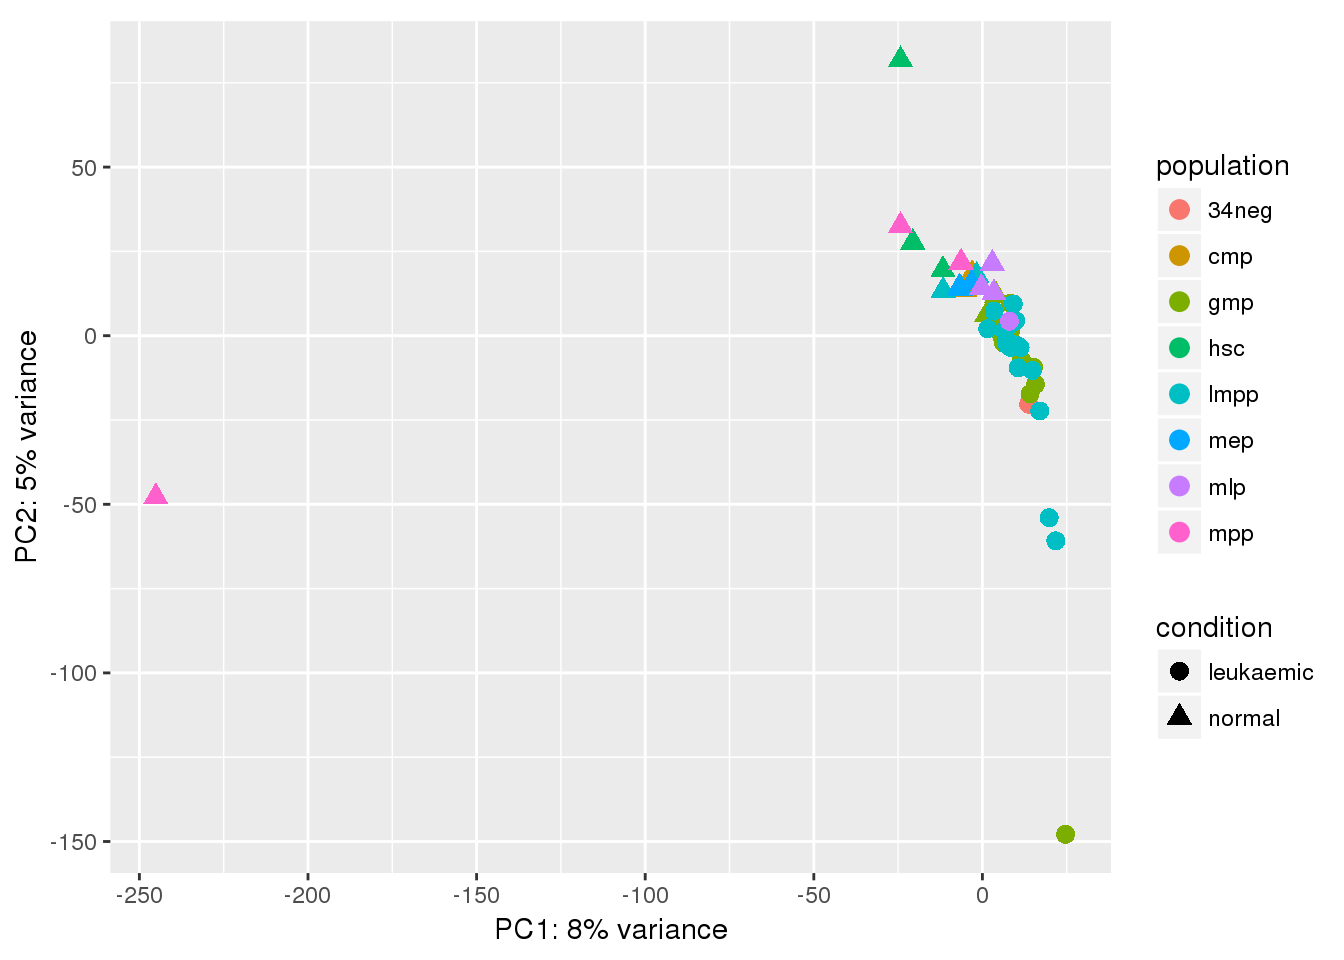 50
0
-50
-100
-150
-250
-200
-150
-100
-50
0
PC1: 8% variance
PC2: 5% variance
population
34neg
cmp
gmp
hsc
lmpp
mep
mlp
mpp
condition
leukaemic
normal